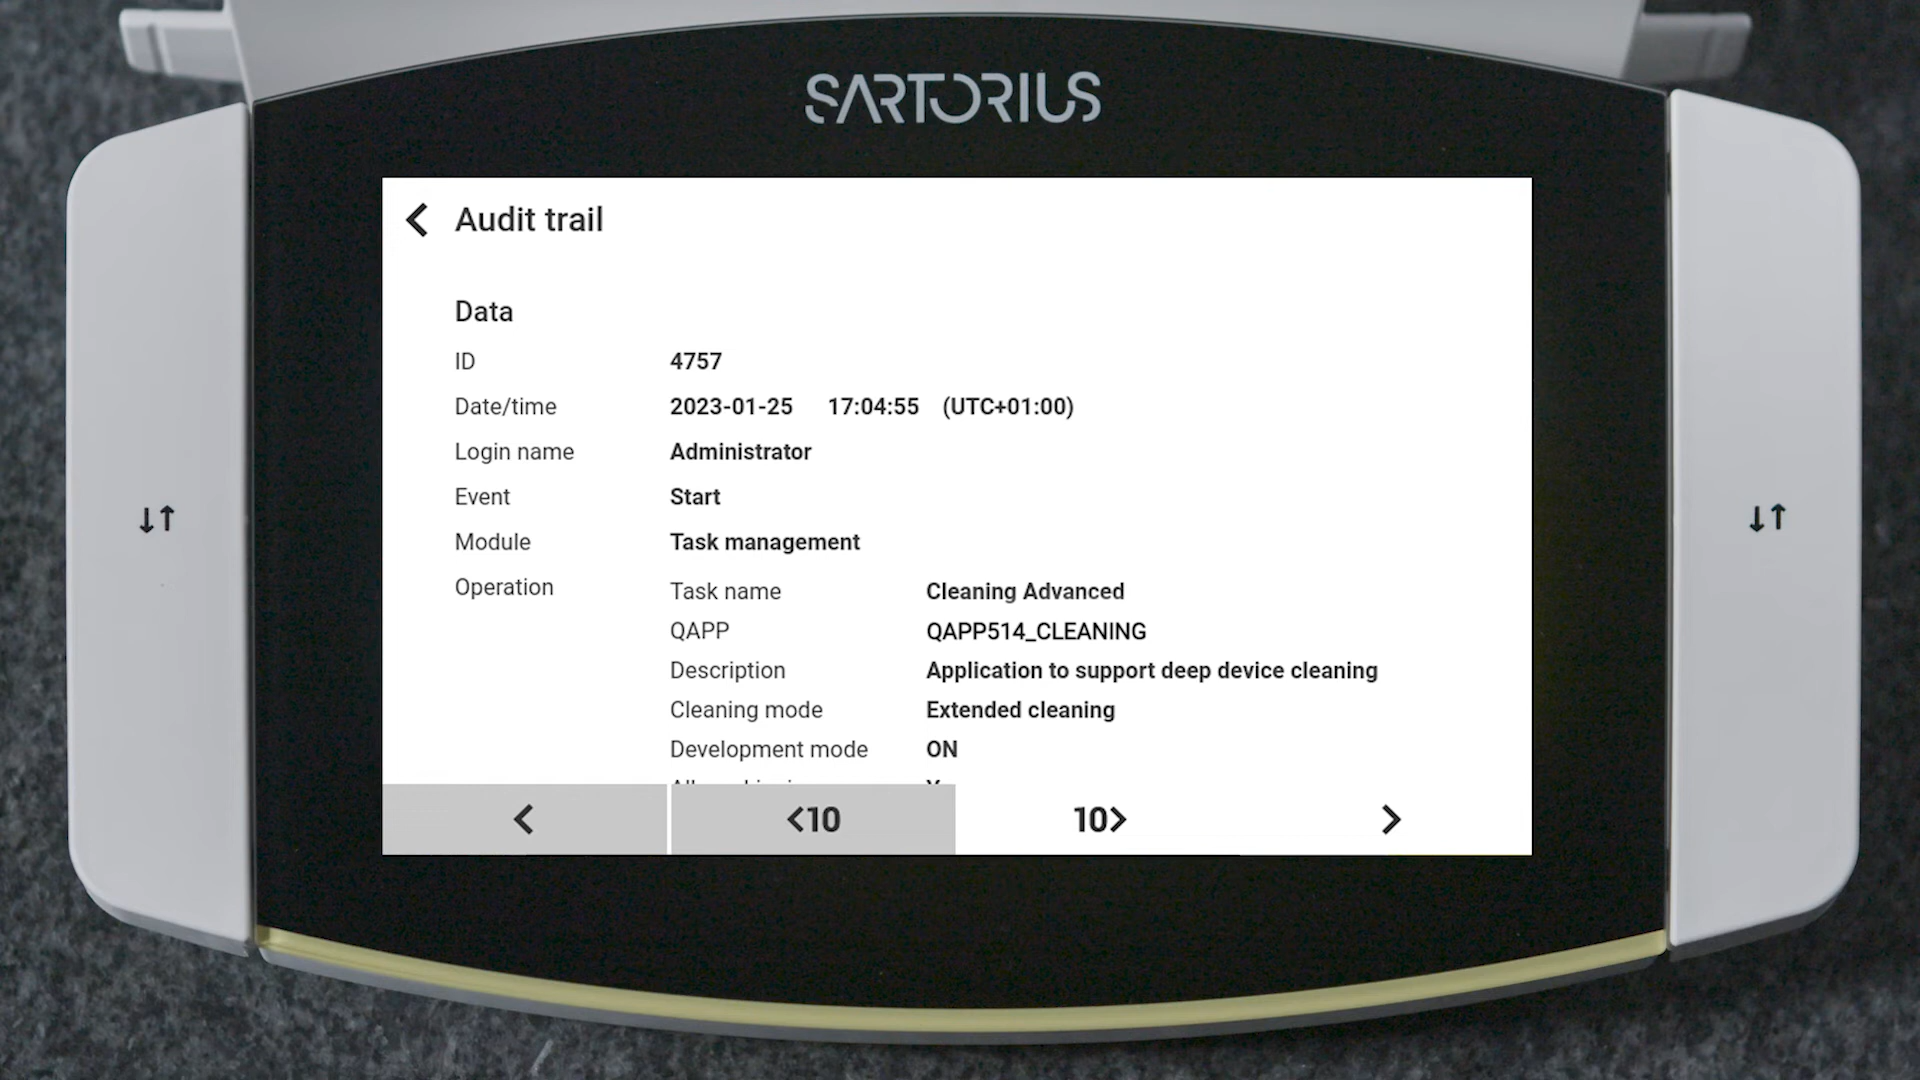 SARTORIUS
Audit trail
Data
ID 4757
Date/time 2023-01-25 17:04:55 (UTC+01:00)
Login name Administrator
Event Start
Module Task management
Operation Task name Cleaning Advanced
QAPP QAPP514_CLEANING
Description Application to support deep device cleaning
Cleaning mode Extended cleaning
Development mode ON
< <10 10> >